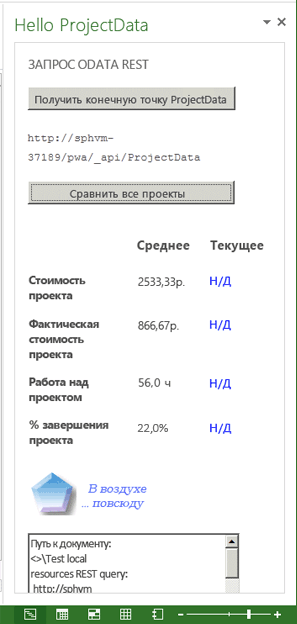 Hello ProjectData
ЗАПРОС ODATA REST
Получить конечную точку ProjectData
http://sphvm-
37189/pwa/_api/ProjectData
Сравнить все проекты
Среднее Текущее
Стоимость
проекта 2533,33р. Н/Д
Фактическая
стоимость
проекта 866,67р. Н/Д
Работа над
проектом 56,0 ч Н/Д
% завершения
проекта 22,0% Н/Д
В воздухе
... повсюду
Путь к документу:
<>\Test local
resources REST query:
http://sphvm